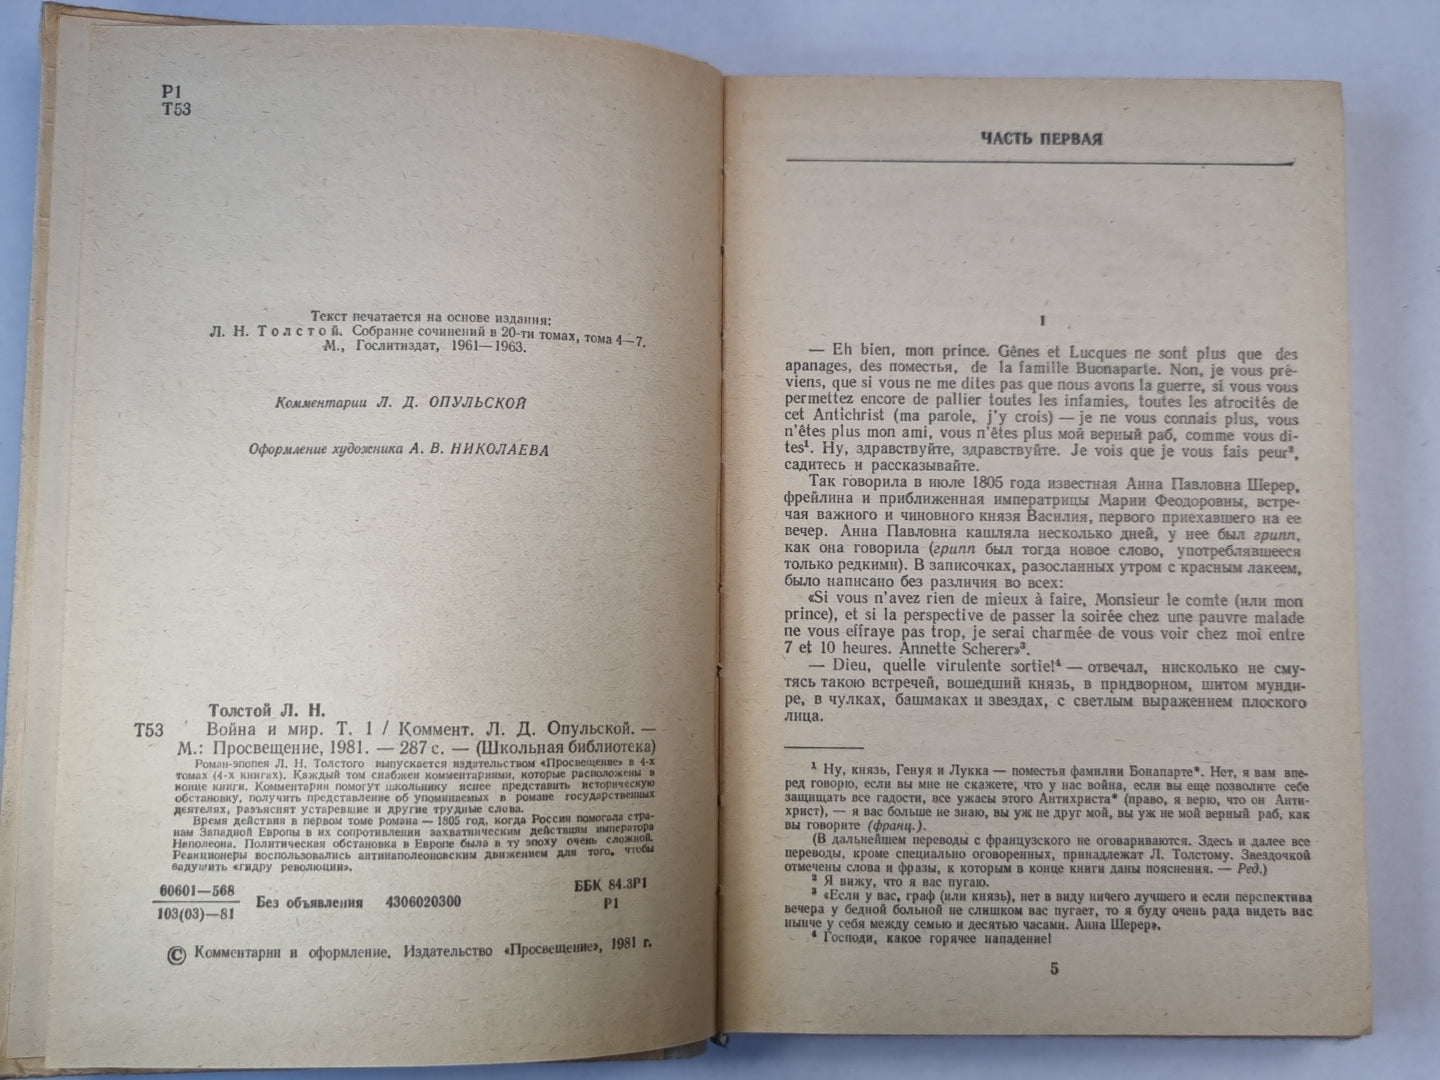 Р1
Т53
Текст печатается на основе издания:
Л. Н. Толстой. Собрание сочинений в 20-ти томах, тома 4—7.
М., Гослитиздат, 1961—1963.
Комментарии Л. Д. ОПУЛЬСКОЙ
Оформление художника А. В. НИКОЛАЕВА
Толстой Л. Н.
Т53 Война и мир. Т. 1 / Коммент. Л. Д. Опульской. —
М.: Просвещение, 1981. — 287 с. — (Школьная библиотека)
Роман-эпопея Л. Н. Толстого выпускается издательством «Просвещение» в 4-х
томах (4-х книгах). Каждый том снабжен комментариями, которые расположены в
конце книги. Комментарии помогут школьнику яснее представить историческую
обстановку, получить представление об упоминаемых в романе государственных
деятелях, разъяснят устаревшие и другие трудные слова.
Время действия в первом томе Романа — 1805 год, когда Россия помогала стра-
нам Западной Европы в их сопротивлении захватническим действиям императора
Наполеона. Политическая обстановка в Европе была в ту эпоху очень сложной.
Реакционеры воспользовались антинаполеоновским движением для того, чтобы
задушить «гидру революции».
60601—568
103(03)—81
Без объявления 4306020300
ББК 84.3Р1
Р1
© Комментарии и оформление. Издательство «Просвещение», 1981 г.
ЧАСТЬ ПЕРВАЯ
I
— Eh bien, mon prince. Gênes et Lucques ne sont plus que des
apanages, des поместья, de la famille Buonaparte. Non, je vous pré-
viens, que si vous ne me dites pas que nous avons la guerre, si vous vous
permettez encore de pallier toutes les infamies, toutes les atrocités de
cet Antichrist (ma parole, j'y crois) — je ne vous connais plus, vous
n'êtes plus mon ami, vous n'êtes plus мой верный раб, comme vous di-
tes¹. Ну, здравствуйте, здравствуйте. Je vois que je vous fais peur²,
садитесь и рассказывайте.
Так говорила в июле 1805 года известная Анна Павловна Шерер,
фрейлина и приближенная императрицы Марии Феодоровны, встре-
чая важного и чиновного князя Василия, первого приехавшего на ее
вечер. Анна Павловна кашляла несколько дней, у нее был грипп,
как она говорила (грипп был тогда новое слово, употреблявшееся
только редкими). В записочках, разосланных утром с красным лакеем,
было написано без различия во всех:
«Si vous n'avez rien de mieux à faire, Monsieur le comte (или mon
prince), et si la perspective de passer la soirée chez une pauvre malade
ne vous effraye pas trop, je serai charmée de vous voir chez moi entre
7 et 10 heures. Annette Scherer»³.
— Dieu, quelle virulente sortie!⁴ — отвечал, нисколько не сму-
тясь такою встречей, вошедший князь, в придворном, шитом мунди-
ре, в чулках, башмаках и звездах, с светлым выражением плоского
лица.
¹ Ну, князь, Генуя и Лукка — поместья фамилии Бонапарте*. Нет, я вам впе-
ред говорю, если вы мне не скажете, что у нас война, если вы еще позволите себе
защищать все гадости, все ужасы этого Антихриста* (право, я верю, что он Анти-
христ), — я вас больше не знаю, вы уж не друг мой, вы уж не мой верный раб, как
вы говорите (франц.).
(В дальнейшем переводы с французского не оговариваются. Здесь и далее все
переводы, кроме специально оговоренных, принадлежат Л. Толстому. Звездочкой
отмечены слова и фразы, к которым в конце книги даны пояснения. — Ред.)
² Я вижу, что я вас пугаю.
³ «Если у вас, граф (или князь), нет в виду ничего лучшего и если перспектива
вечера у бедной больной не слишком вас пугает, то я буду очень рада видеть вас
нынче у себя между семью и десятью часами. Анна Шерер».
⁴ Господи, какое горячее нападение!
5